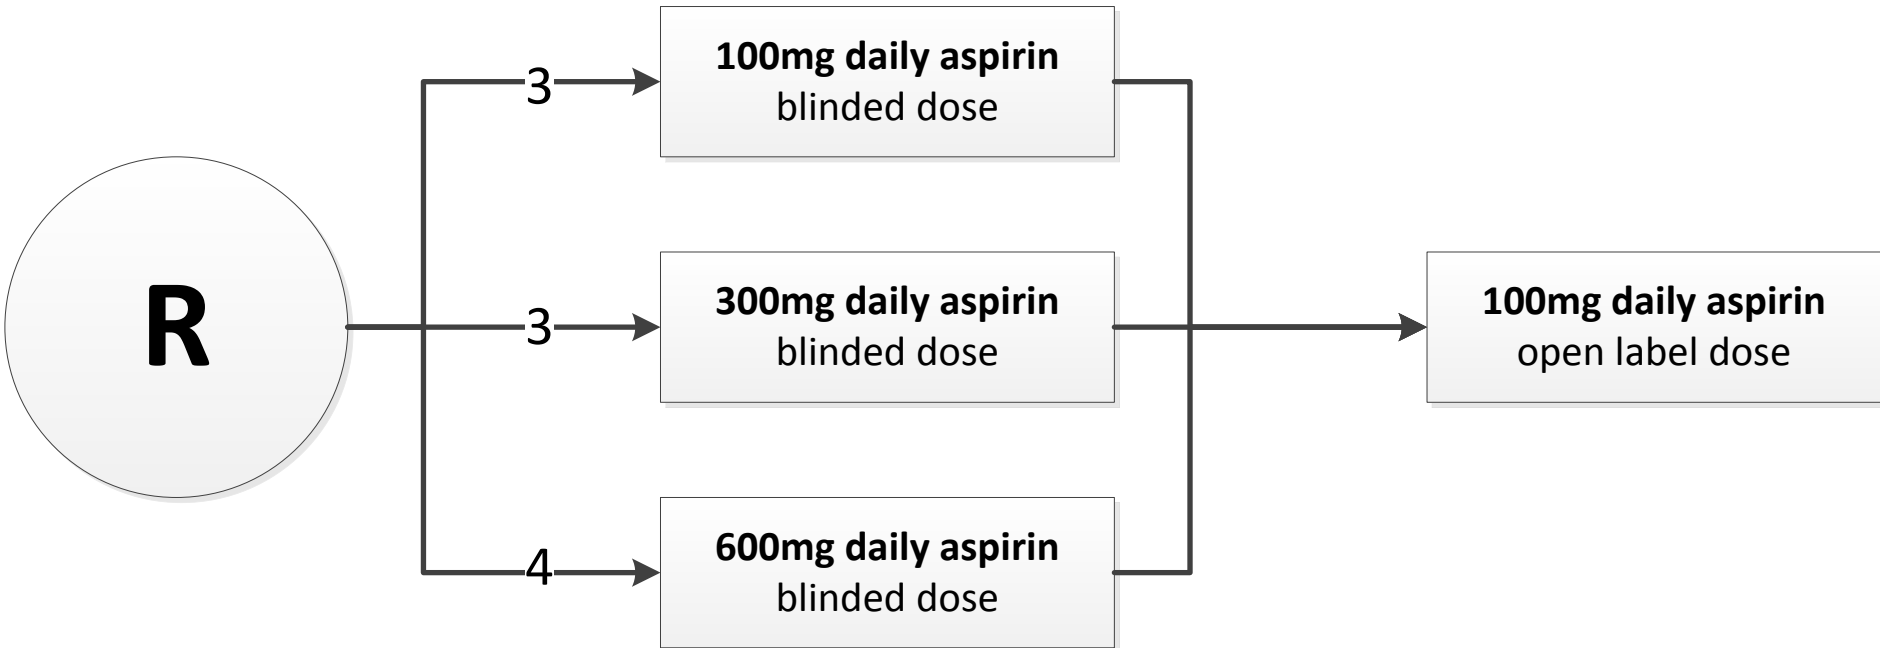 R
3
100mg daily aspirin
blinded dose
3
300mg daily aspirin
blinded dose
4
600mg daily aspirin
blinded dose
100mg daily aspirin
open label dose